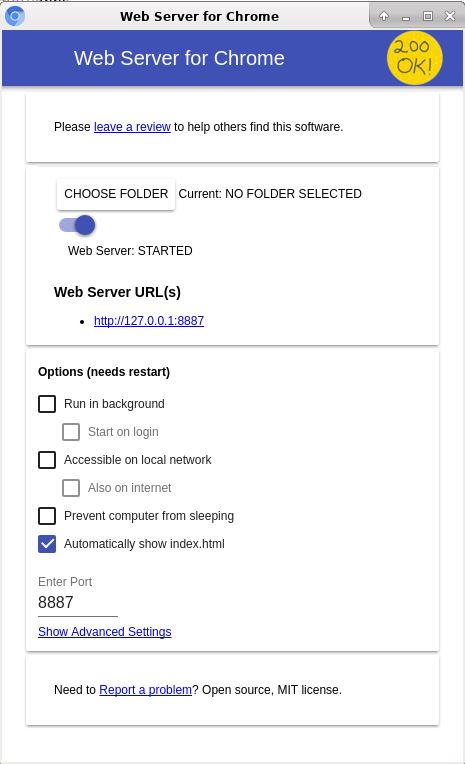 Web Server for Chrome
Web Server for Chrome
200
OK!
Please leave a review to help others find this software.
CHOOSE FOLDER Current: NO FOLDER SELECTED
Web Server: STARTED
Web Server URL(s)
http://127.0.0.1:8887
Options (needs restart)
Run in background
Start on login
Accessible on local network
Also on internet
Prevent computer from sleeping
Automatically show index.html
Enter Port
8887
Show Advanced Settings
Need to Report a problem? Open source, MIT license.